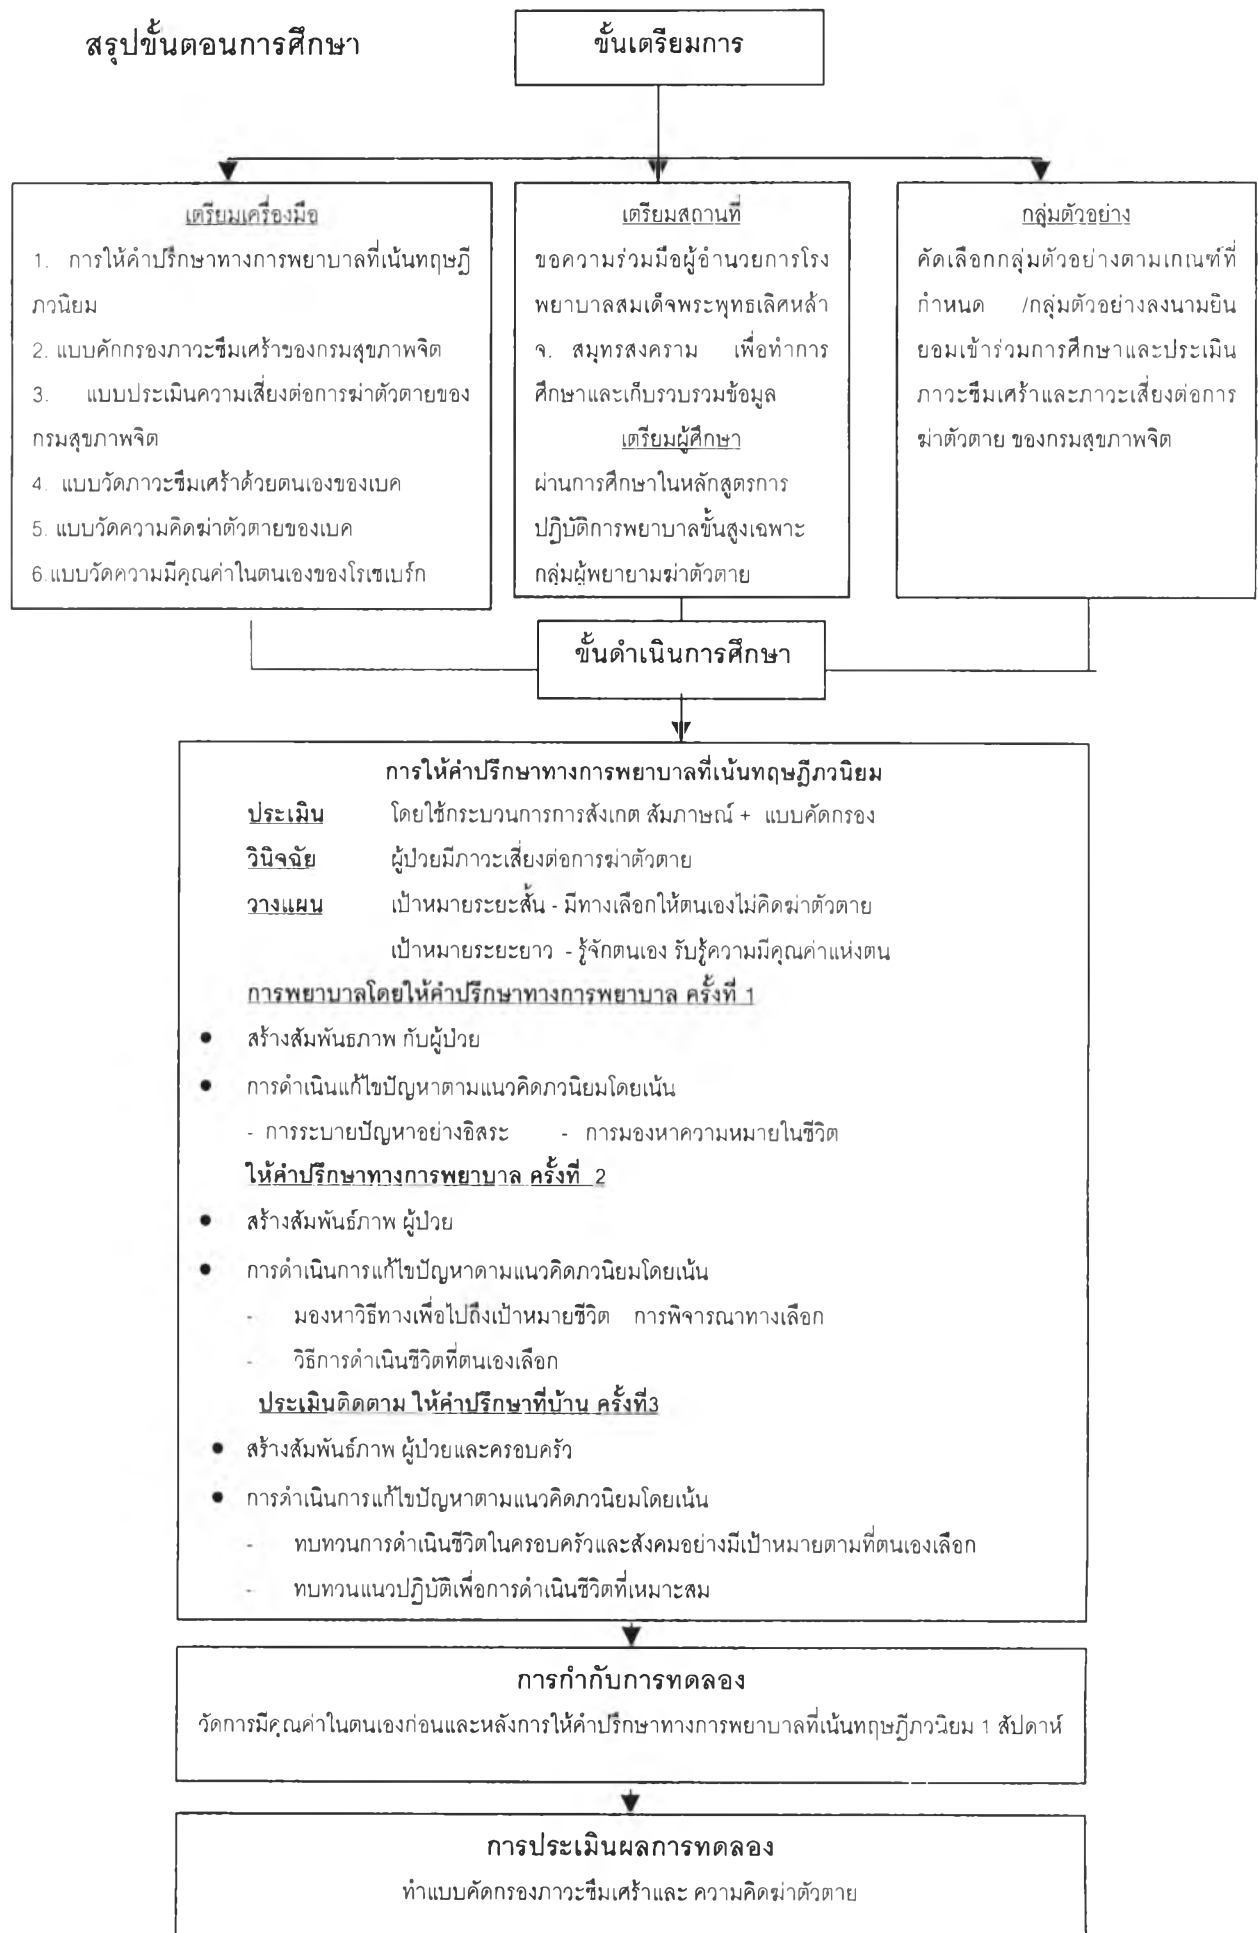 สรุปขั้นตอนการศึกษา
ขั้นเตรียมการ
เตรียมเครื่องมือ
1. การให้คำปรึกษาทางการพยาบาลที่เน้นทฤษฎี
ภวนิยม
2. แบบคักกรองภาวะซึมเศร้าของกรมสุขภาพจิต
3. แบบประเมินความเสี่ยงต่อการฆ่าตัวตายของ
กรมสุขภาพจิต
4. แบบวัดภาวะซึมเศร้าด้วยตนเองของเบค
5. แบบวัดความคิดฆ่าตัวตายของเบค
6.แบบวัดความมีคุณค่าในตนเองของโรเซเบร์ก
เตรียมสถานที่
ขอความร่วมมือผู้อำนวยการโรง
พยาบาลสมเด็จพระพุทธเลิศหล้า
จ. สมุทรสงคราม เพื่อทำการ
ศึกษาและเก็บรวบรวมข้อมูล
เตรียมผู้ศึกษา
ผ่านการศึกษาในหลักสูตรการ
ปฏิบัติการพยาบาลขั้นสูงเฉพาะ
กลุ่มผู้พยายามฆ่าตัวตาย
กลุ่มตัวอย่าง
คัดเลือกกลุ่มตัวอย่างตามเกณฑ์ที่
กำหนด /กลุ่มตัวอย่างลงนามยิน
ยอมเข้าร่วมการศึกษาและประเมิน
ภาวะซึมเศร้าและภาวะเสี่ยงต่อการ
ฆ่าตัวตาย ของกรมสุขภาพจิต
ขั้นดำเนินการศึกษา
การให้คำปรึกษาทางการพยาบาลที่เน้นทฤษฎีภวนิยม
ประเมิน โดยใช้กระบวนการการสังเกต สัมภาษณ์ + แบบคัดกรอง
วินิจฉัย ผู้ป่วยมีภาวะเสี่ยงต่อการฆ่าตัวตาย
วางแผน เป้าหมายระยะสั้น - มีทางเลือกให้ตนเองไม่คิดฆ่าตัวตาย
เป้าหมายระยะยาว - รู้จักตนเอง รับรู้ความมีคุณค่าแห่งตน
การพยาบาลโดยให้คำปรึกษาทางการพยาบาล ครั้งที่ 1
● สร้างสัมพันธภาพ กับผู้ป่วย
● การดำเนินแก้ไขปัญหาตามแนวคิดภวนิยมโดยเน้น
- การระบายปัญหาอย่างอิสระ - การมองหาความหมายในชีวิต
ให้คำปรึกษาทางการพยาบาล ครั้งที่ 2
● สร้างสัมพันธ์ภาพ ผู้ป่วย
● การดำเนินการแก้ไขปัญหาตามแนวคิดภวนิยมโดยเน้น
- มองหาวิธีทางเพื่อไปถึงเป้าหมายชีวิต การพิจารณาทางเลือก
- วิธีการดำเนินชีวิตที่ตนเองเลือก
ประเมินติดตาม ให้คำปรึกษาที่บ้าน ครั้งที่3
● สร้างสัมพันธ์ภาพ ผู้ป่วยและครอบครัว
● การดำเนินการแก้ไขปัญหาตามแนวคิดภวนิยมโดยเน้น
- ทบทวนการดำเนินชีวิตในครอบครัวและสังคมอย่างมีเป้าหมายตามที่ตนเองเลือก
- ทบทวนแนวปฏิบัติเพื่อการดำเนินชีวิตที่เหมาะสม
การกำกับการทดลอง
วัดการมีคุณค่าในตนเองก่อนและหลังการให้คำปรึกษาทางการพยาบาลที่เน้นทฤษฎีภวนิยม 1 สัปดาห์
การประเมินผลการทดลอง
ทำแบบคัดกรองภาวะซึมเศร้าและ ความคิดฆ่าตัวตาย